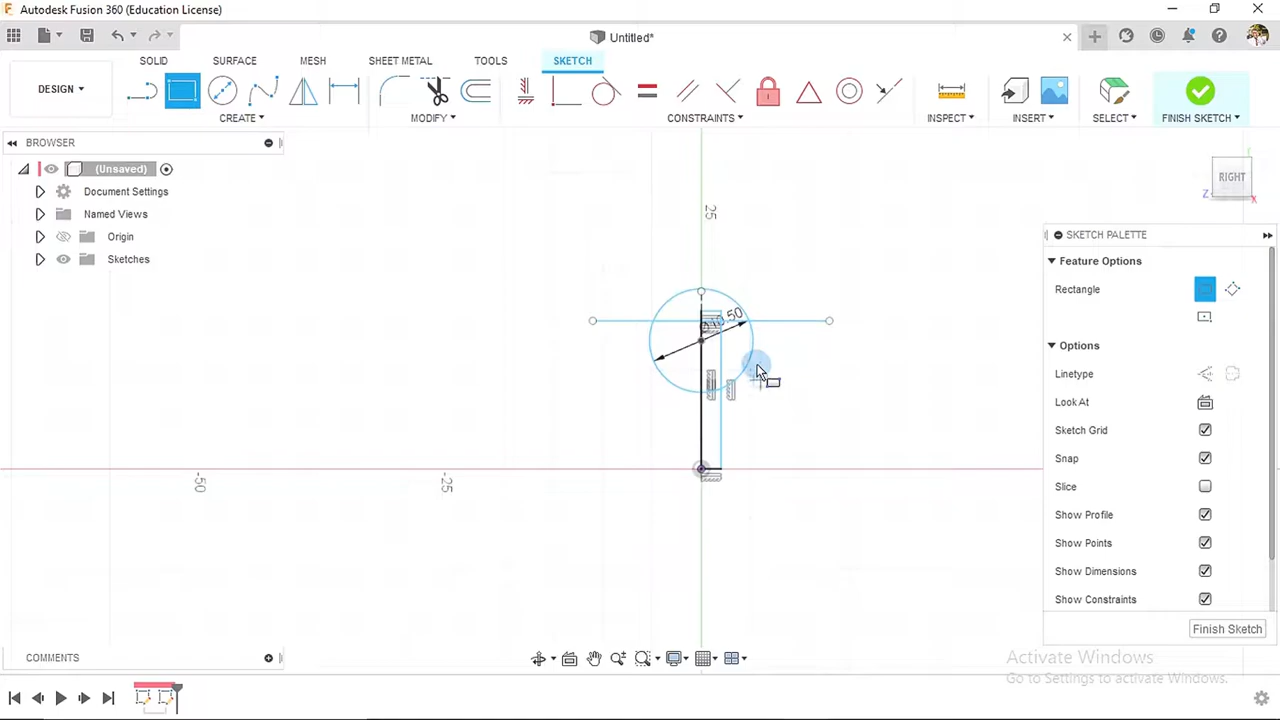 Autodesk Fusion 360 (Education License)
Untitled*
SOLID SURFACE MESH SHEET METAL TOOLS SKETCH
DESIGN
CREATE MODIFY CONSTRAINTS INSPECT INSERT SELECT FINISH SKETCH
BROWSER
(Unsaved)
Document Settings
Named Views
Origin
Sketches
25
50
-50
-25
RIGHT
Z
X
SKETCH PALETTE
Feature Options
Rectangle
Options
Linetype
Look At
Sketch Grid
Snap
Slice
Show Profile
Show Points
Show Dimensions
Show Constraints
Finish Sketch
COMMENTS
Activate Windows
Go to Settings to activate Windows.